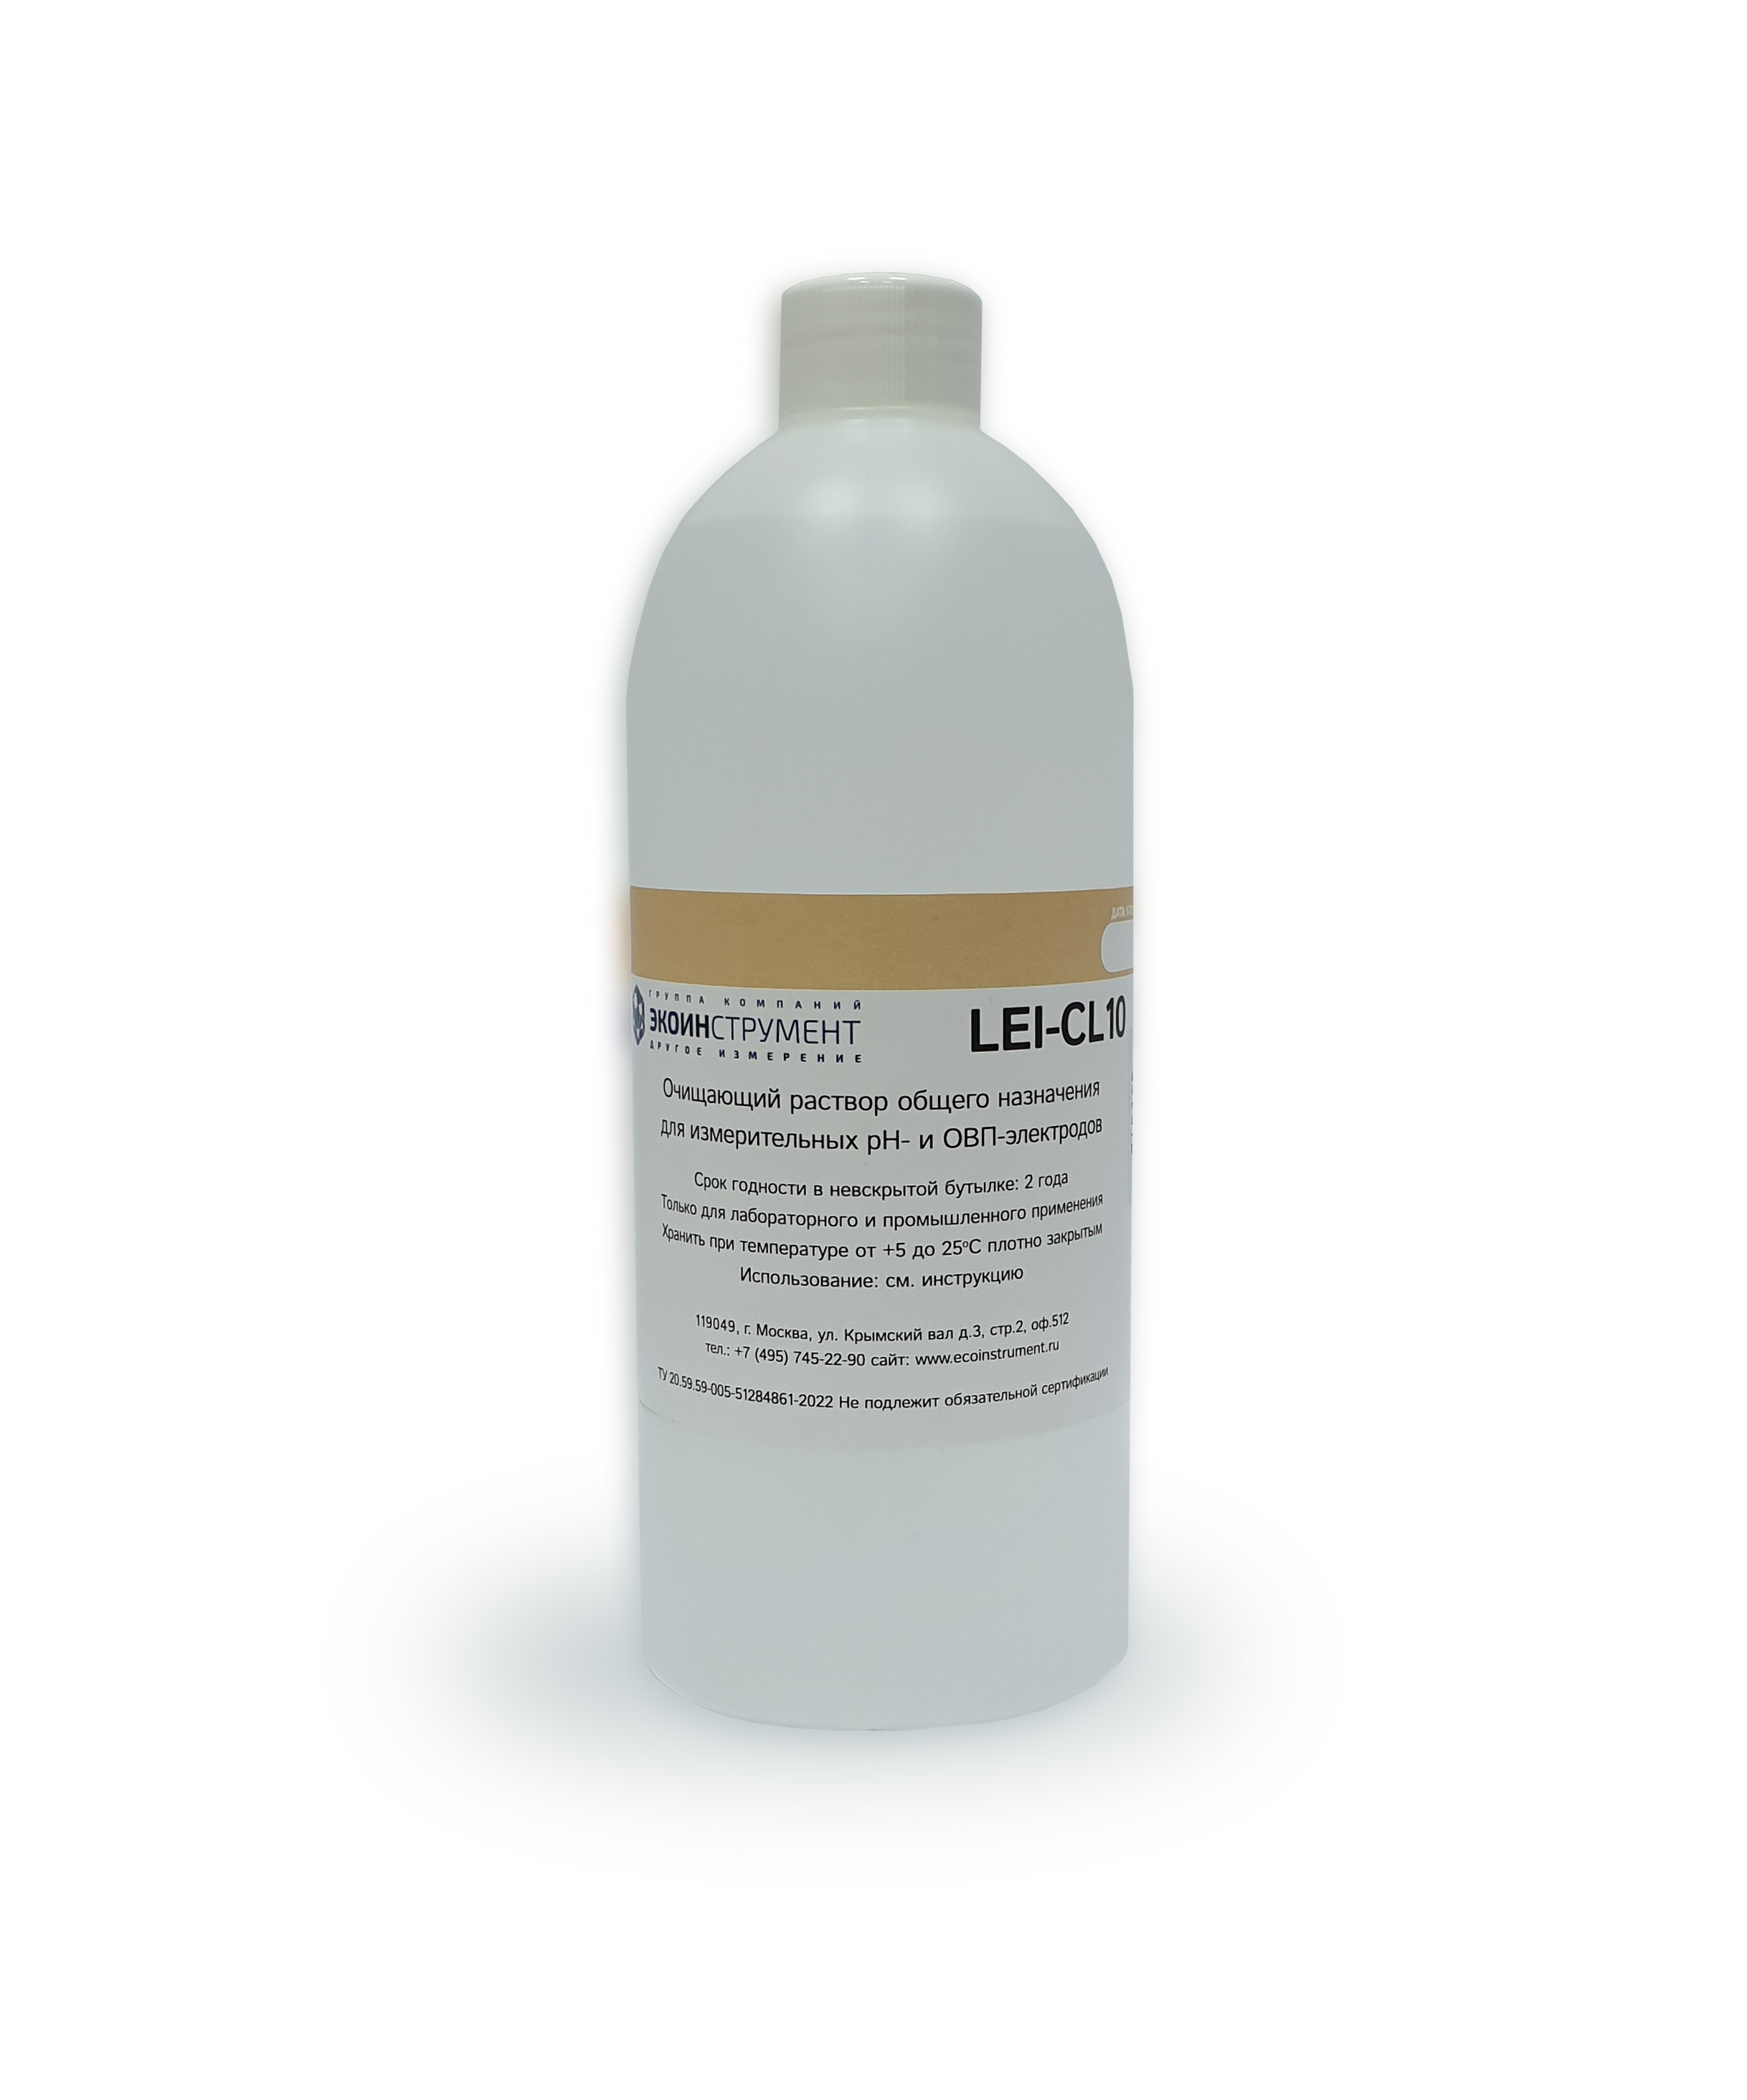 ДАТА
ГРУППА КОМПАНИЙ
ЭКОИНСТРУМЕНТ
ДРУГОЕ ИЗМЕРЕНИЕ
LEI-CL10
Очищающий раствор общего назначения
для измерительных pH- и ОВП-электродов
Срок годности в невскрытой бутылке: 2 года
Только для лабораторного и промышленного применения
Хранить при температуре от +5 до 25ºС плотно закрытым
Использование: см. инструкцию
119049, г. Москва, ул. Крымский вал д.3, стр.2, оф.512
тел.: +7 (495) 745-22-90 сайт: www.ecoinstrument.ru
ТУ 20.59.59-005-51284861-2022 Не подлежит обязательной сертификации